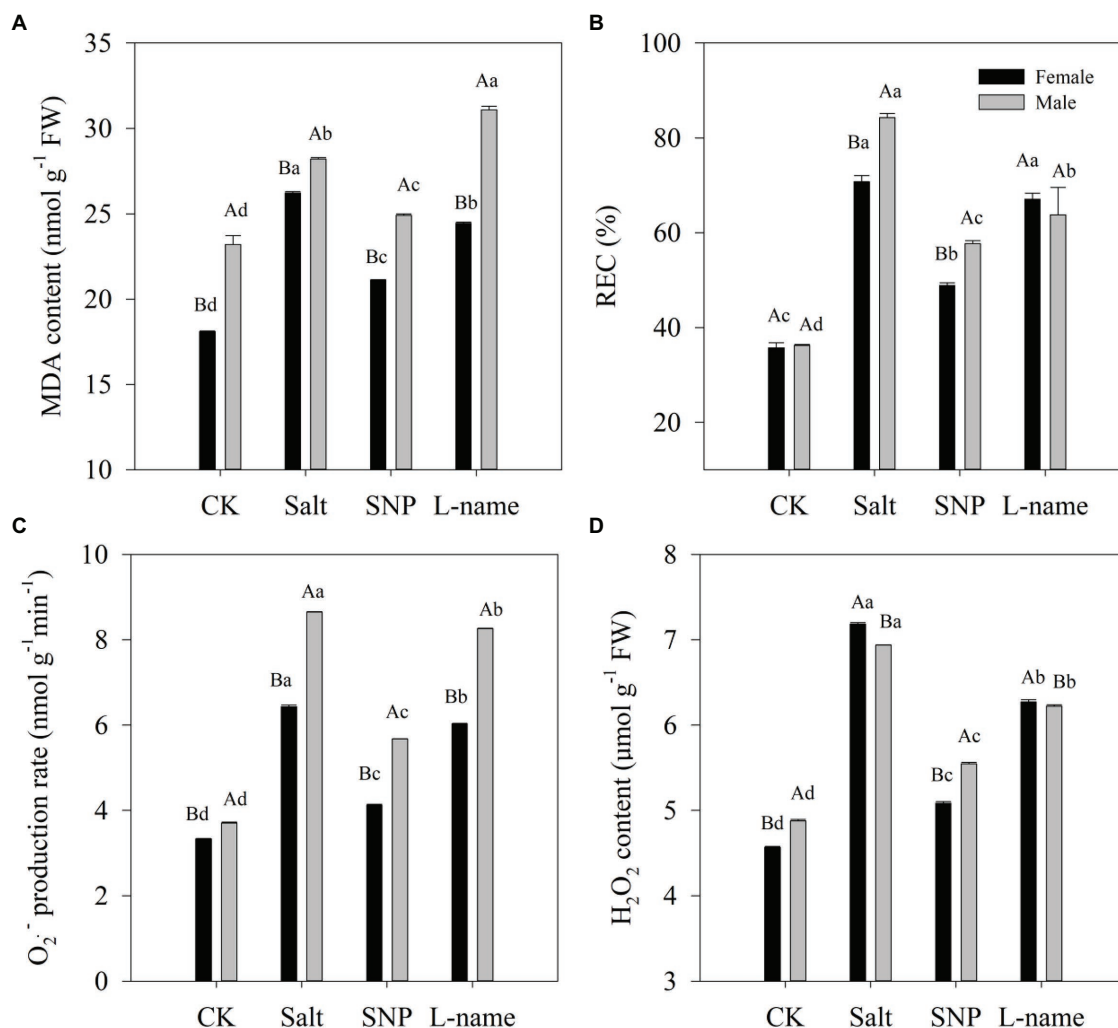 A
MDA content (nmol g⁻¹ FW)
35
30
25
20
15
10
Bd
Ad
Ba
Ab
Bc
Ac
Bb
Aa
CK Salt SNP L-name
B
REC (%)
100
80
60
40
20
Female
Male
Ac
Ad
Ba
Aa
Bb
Ac
Aa
Ab
CK Salt SNP L-name
C
O₂·⁻ production rate (nmol g⁻¹min⁻¹)
10
8
6
4
2
0
Bd
Ad
Ba
Aa
Bc
Ac
Bb
Ab
CK Salt SNP L-name
D
H₂O₂ content (μmol g⁻¹ FW)
8
7
6
5
4
3
Bd
Ad
Aa
Ba
Bc
Ac
Ab
Bb
CK Salt SNP L-name